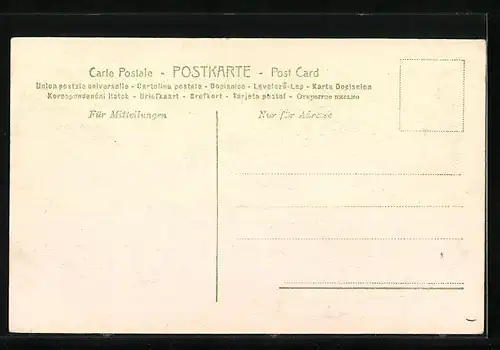 Carte Postale - POSTKARTE - Post Card
Union postale universelle - Cartolina postale - Dopisnice - Levelező-Lap - Karta Dopisnica
Korespondenční lístek - Briefkaart - Brefkort - Tarjeta postal - Открытое письмо
Für Mitteilungen
Nur für Adresse